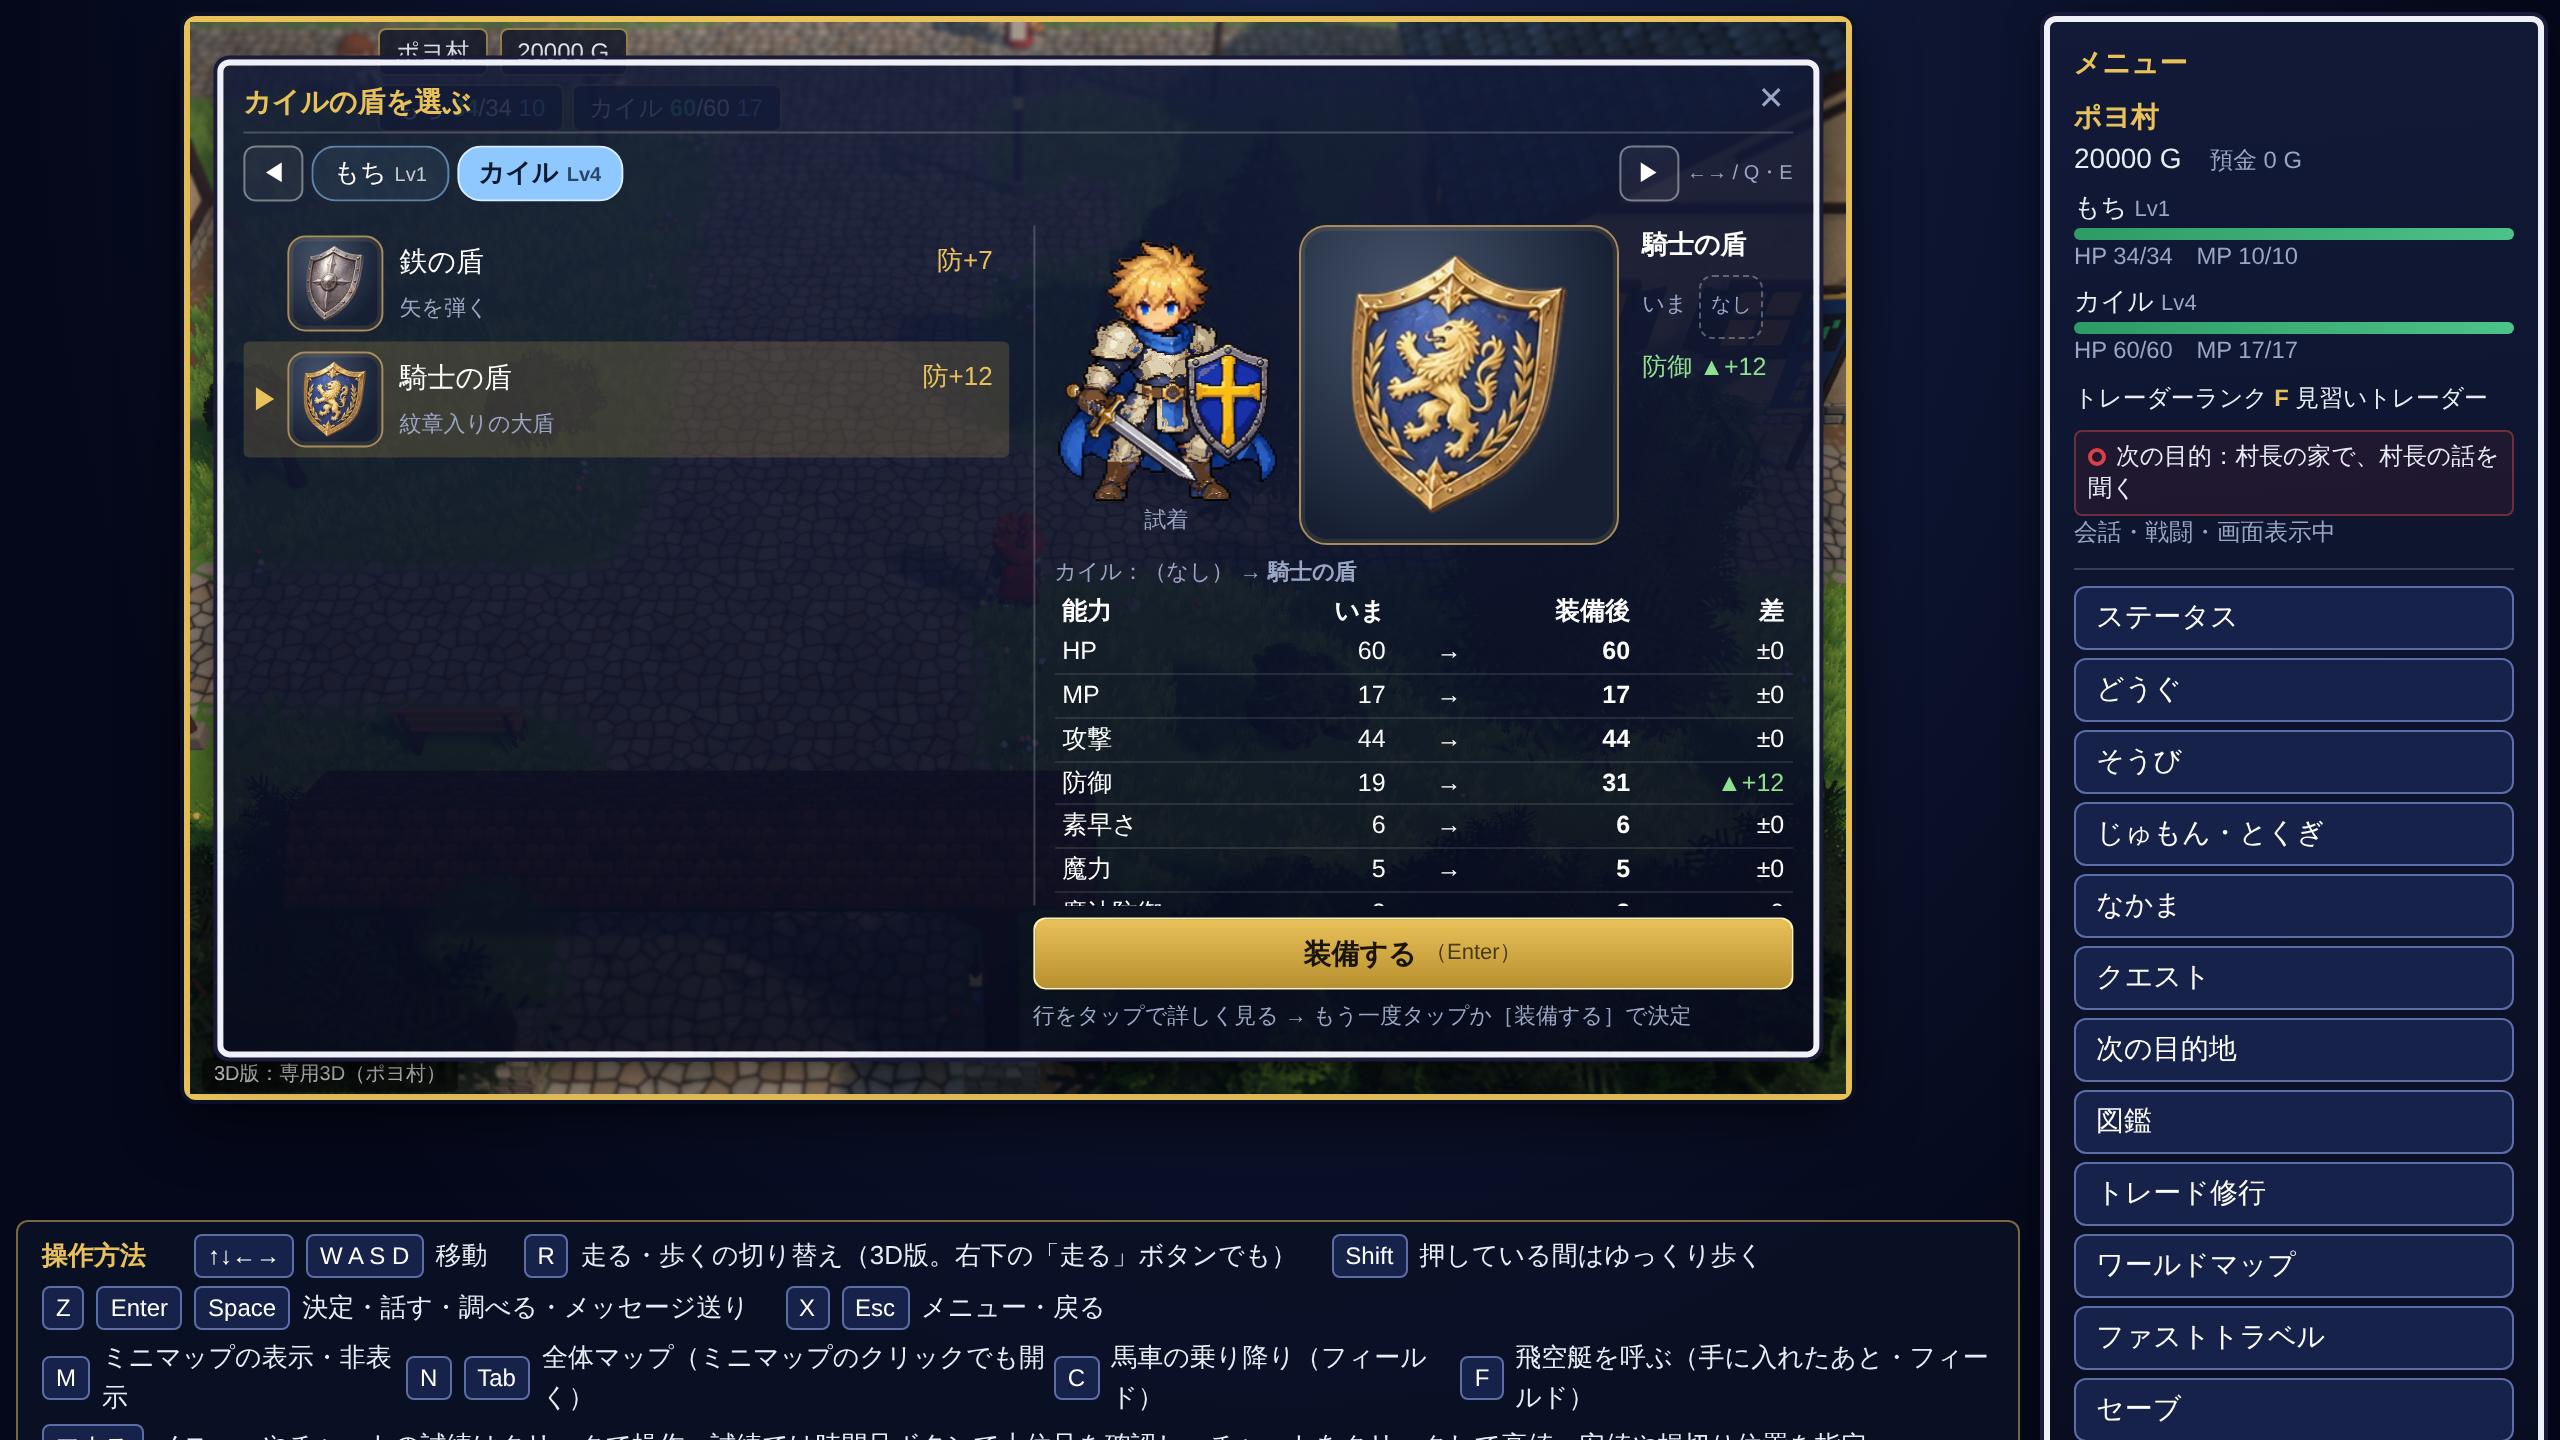 ポヨ村 20000 G
カイルの盾を選ぶ /34 10 カイル 60/60 17 ×
◀ もち Lv1 カイル Lv4 ▶ ←→ / Q・E
鉄の盾 防+7
矢を弾く
▶ 騎士の盾 防+12
紋章入りの大盾
試着
騎士の盾
いま なし
防御 ▲+12
カイル：（なし） → 騎士の盾
能力 いま 装備後 差
HP 60 → 60 ±0
MP 17 → 17 ±0
攻撃 44 → 44 ±0
防御 19 → 31 ▲+12
素早さ 6 → 6 ±0
魔力 5 → 5 ±0
装備する （Enter）
行をタップで詳しく見る → もう一度タップか［装備する］で決定
3D版：専用3D（ポヨ村）
操作方法 ↑↓←→ W A S D 移動 R 走る・歩くの切り替え（3D版。右下の「走る」ボタンでも） Shift 押している間はゆっくり歩く
Z Enter Space 決定・話す・調べる・メッセージ送り X Esc メニュー・戻る
M ミニマップの表示・非表示 N Tab 全体マップ（ミニマップのクリックでも開く） C 馬車の乗り降り（フィールド） F 飛空艇を呼ぶ（手に入れたあと・フィールド）
メニュー
ポヨ村
20000 G 預金 0 G
もち Lv1
HP 34/34 MP 10/10
カイル Lv4
HP 60/60 MP 17/17
トレーダーランク F 見習いトレーダー
次の目的：村長の家で、村長の話を
聞く
会話・戦闘・画面表示中
ステータス
どうぐ
そうび
じゅもん・とくぎ
なかま
クエスト
次の目的地
図鑑
トレード修行
ワールドマップ
ファストトラベル
セーブ